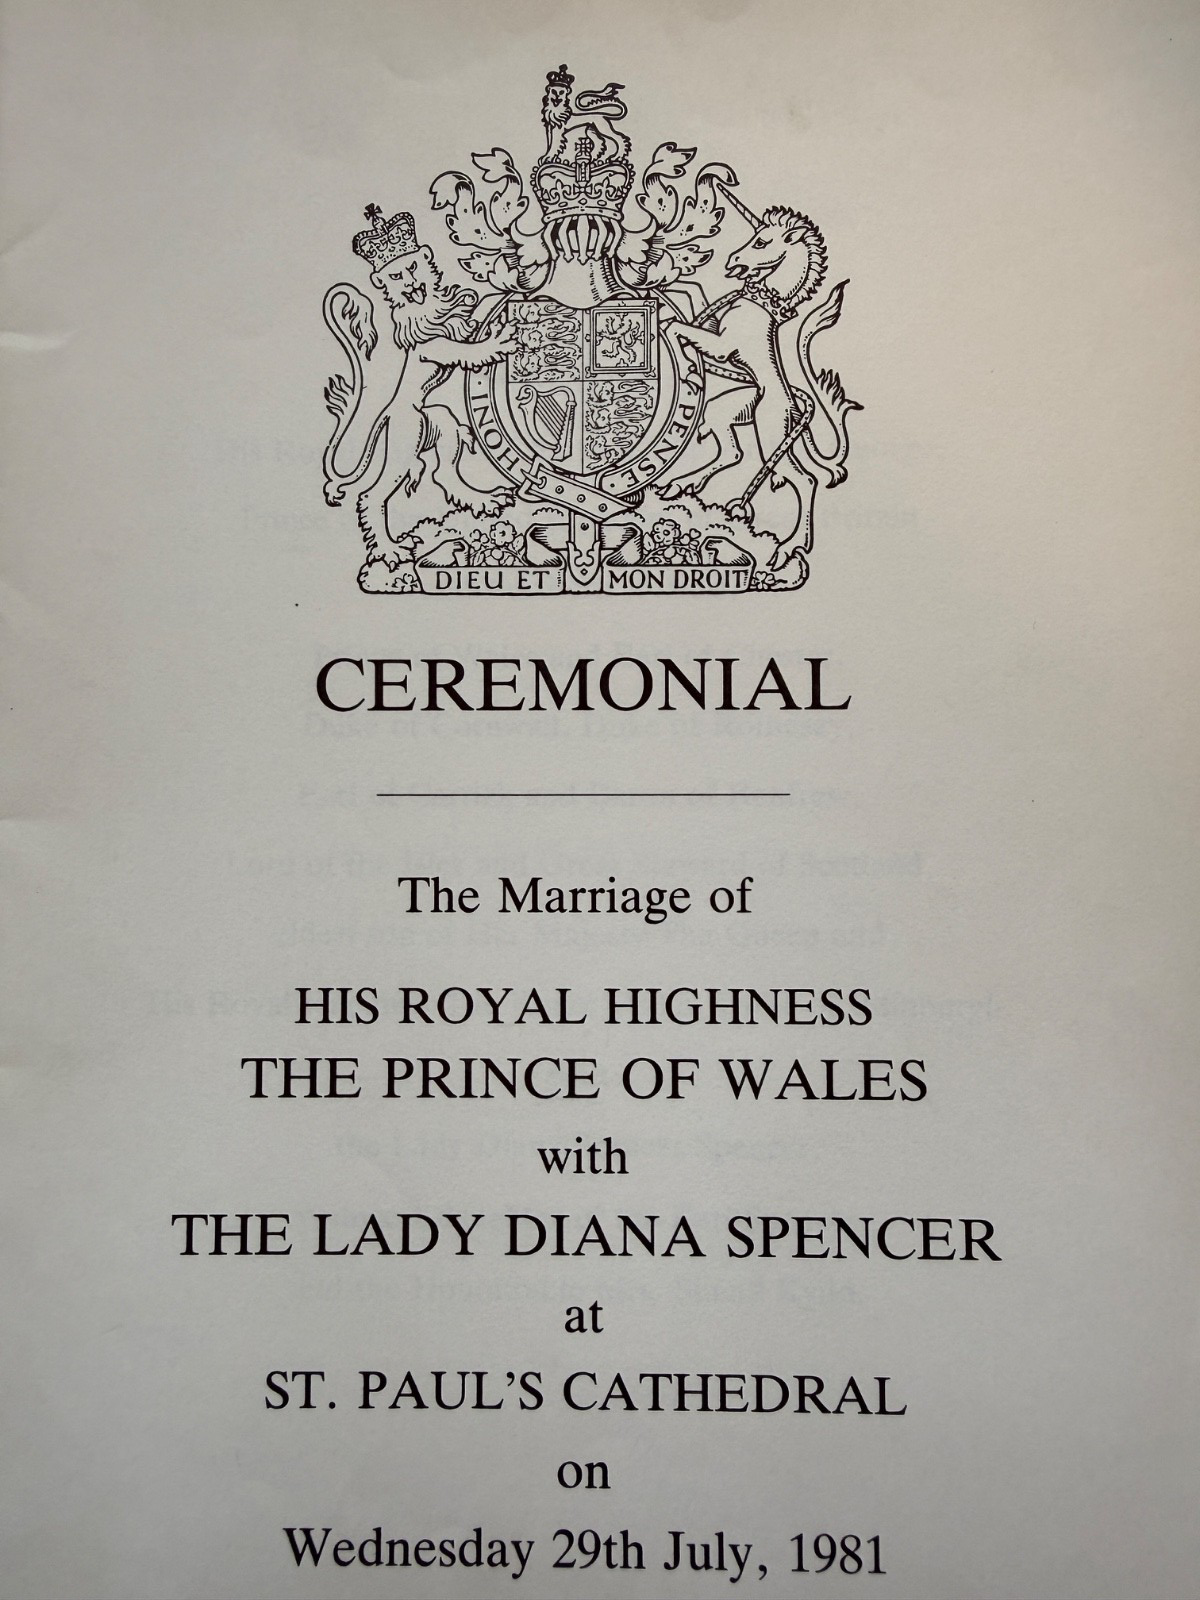 HONI
PENSE
DIEU ET MON DROIT
CEREMONIAL
The Marriage of
HIS ROYAL HIGHNESS
THE PRINCE OF WALES
with
THE LADY DIANA SPENCER
at
ST. PAUL'S CATHEDRAL
on
Wednesday 29th July, 1981